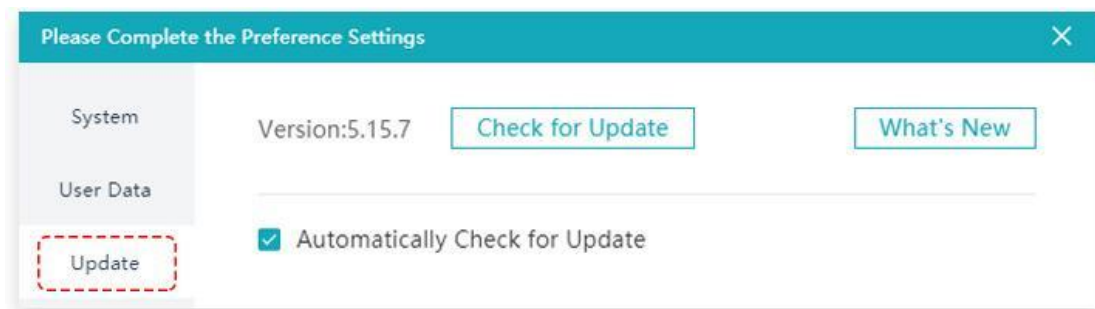 Please Complete the Preference Settings
System
Version:5.15.7
Check for Update
What's New
User Data
Automatically Check for Update
Update